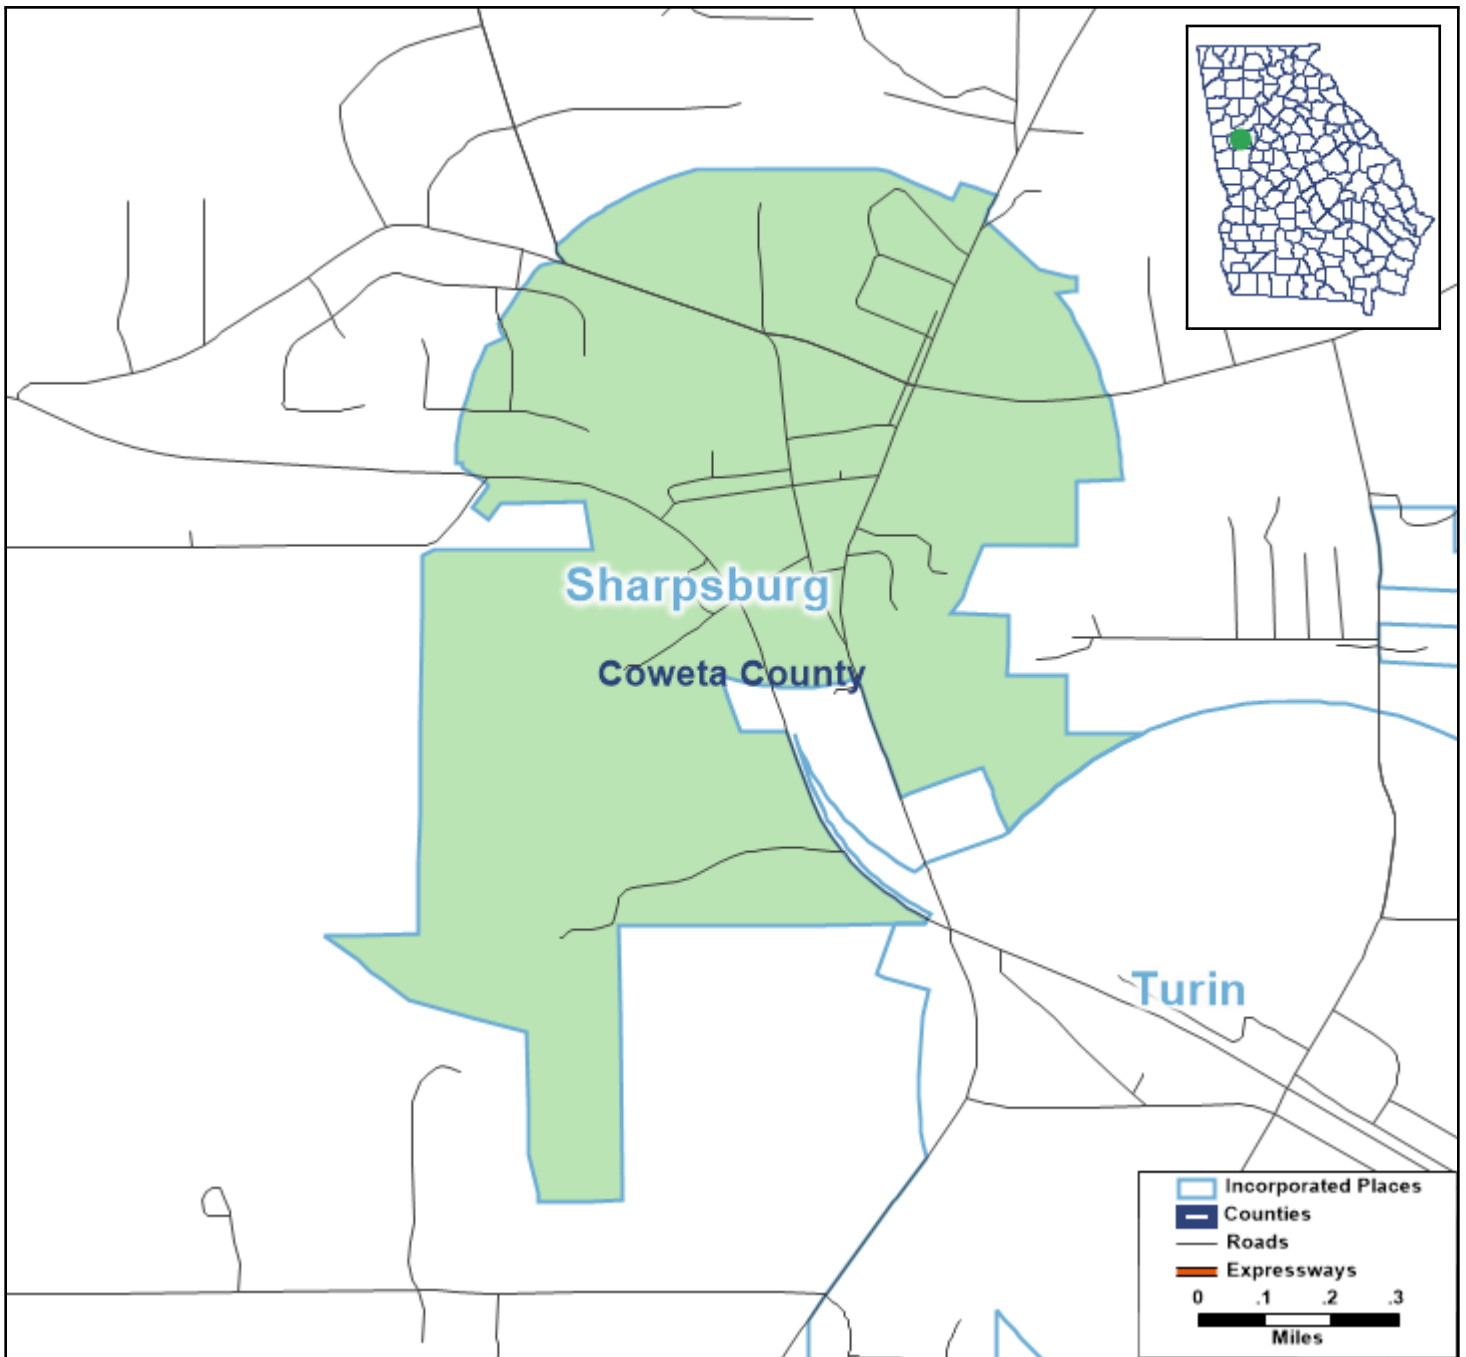 Sharpsburg
Coweta County
Turin
Incorporated Places
Counties
Roads
Expressways
0 .1 .2 .3
Miles